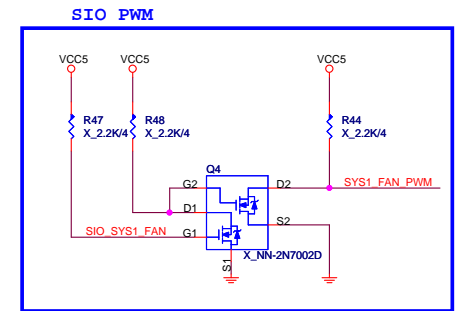 SIO PWM
VCC5 VCC5 VCC5
R47 R48 R44
X_2.2K/4 X_2.2K/4 X_2.2K/4
Q4
G2 D2 SYS1_FAN_PWM
D1
SIO_SYS1_FAN G1 S2
X_NN-2N7002D
S1